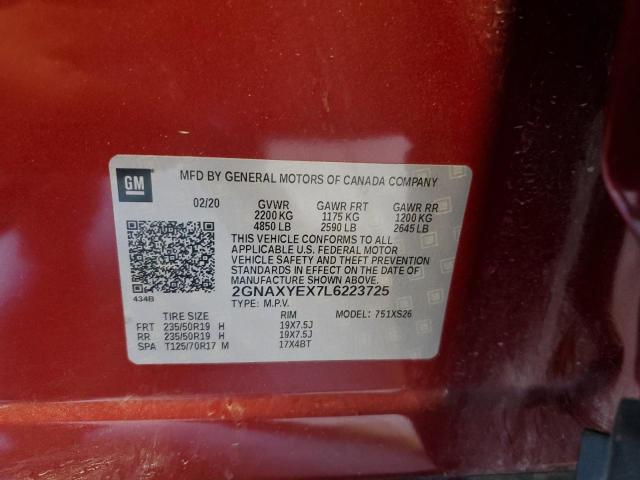 GM
MFD BY GENERAL MOTORS OF CANADA COMPANY
02/20 GVWR GAWR FRT GAWR RR
2200 KG 1175 KG 1200 KG
4850 LB 2590 LB 2645 LB
THIS VEHICLE CONFORMS TO ALL
APPLICABLE U.S. FEDERAL MOTOR
VEHICLE SAFETY AND THEFT PREVENTION
STANDARDS IN EFFECT ON THE DATE OF
MANUFACTURE SHOWN ABOVE.
434B 2GNAXYEX7L6223725
TYPE: M.P.V.
TIRE SIZE RIM MODEL: 751XS26
FRT 235/50R19 H 19X7.5J
RR 235/50R19 H 19X7.5J
SPA T125/70R17 M 17X4BT